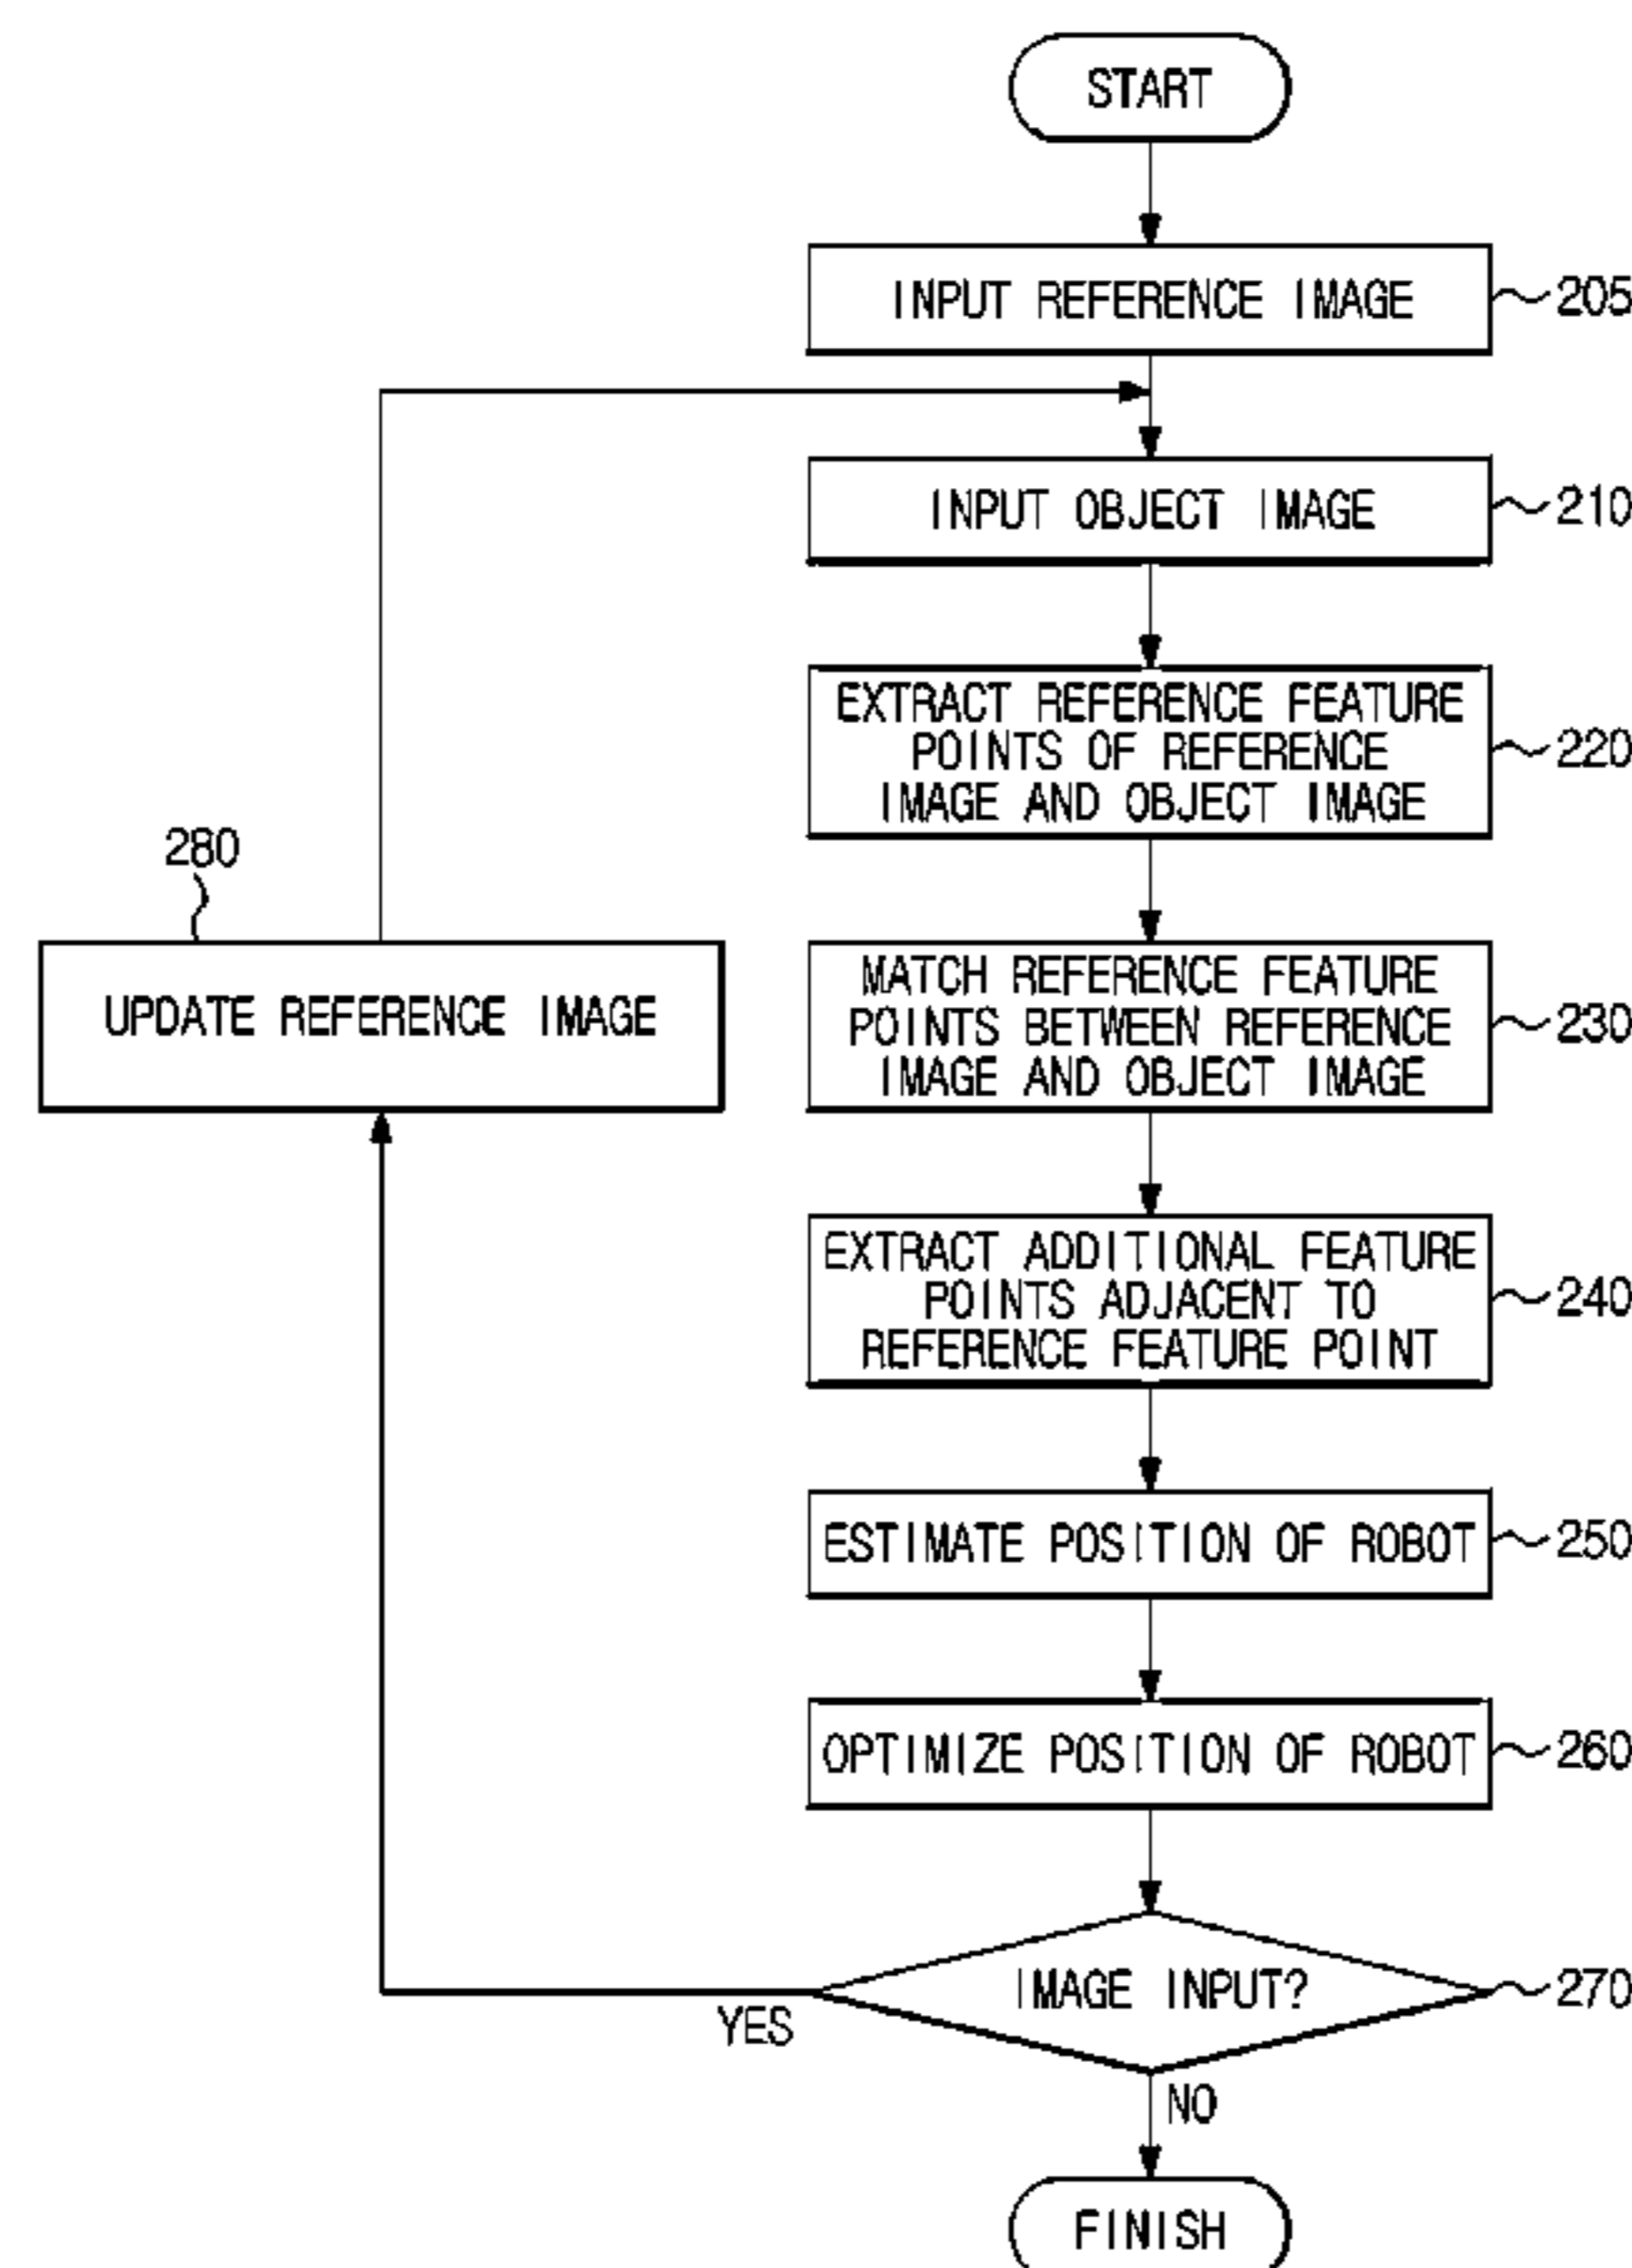 START
INPUT REFERENCE IMAGE
205
INPUT OBJECT IMAGE
210
EXTRACT REFERENCE FEATURE
POINTS OF REFERENCE
IMAGE AND OBJECT IMAGE
220
280
UPDATE REFERENCE IMAGE
MATCH REFERENCE FEATURE
POINTS BETWEEN REFERENCE
IMAGE AND OBJECT IMAGE
230
EXTRACT ADDITIONAL FEATURE
POINTS ADJACENT TO
REFERENCE FEATURE POINT
240
ESTIMATE POSITION OF ROBOT
250
OPTIMIZE POSITION OF ROBOT
260
IMAGE INPUT?
270
YES
NO
FINISH